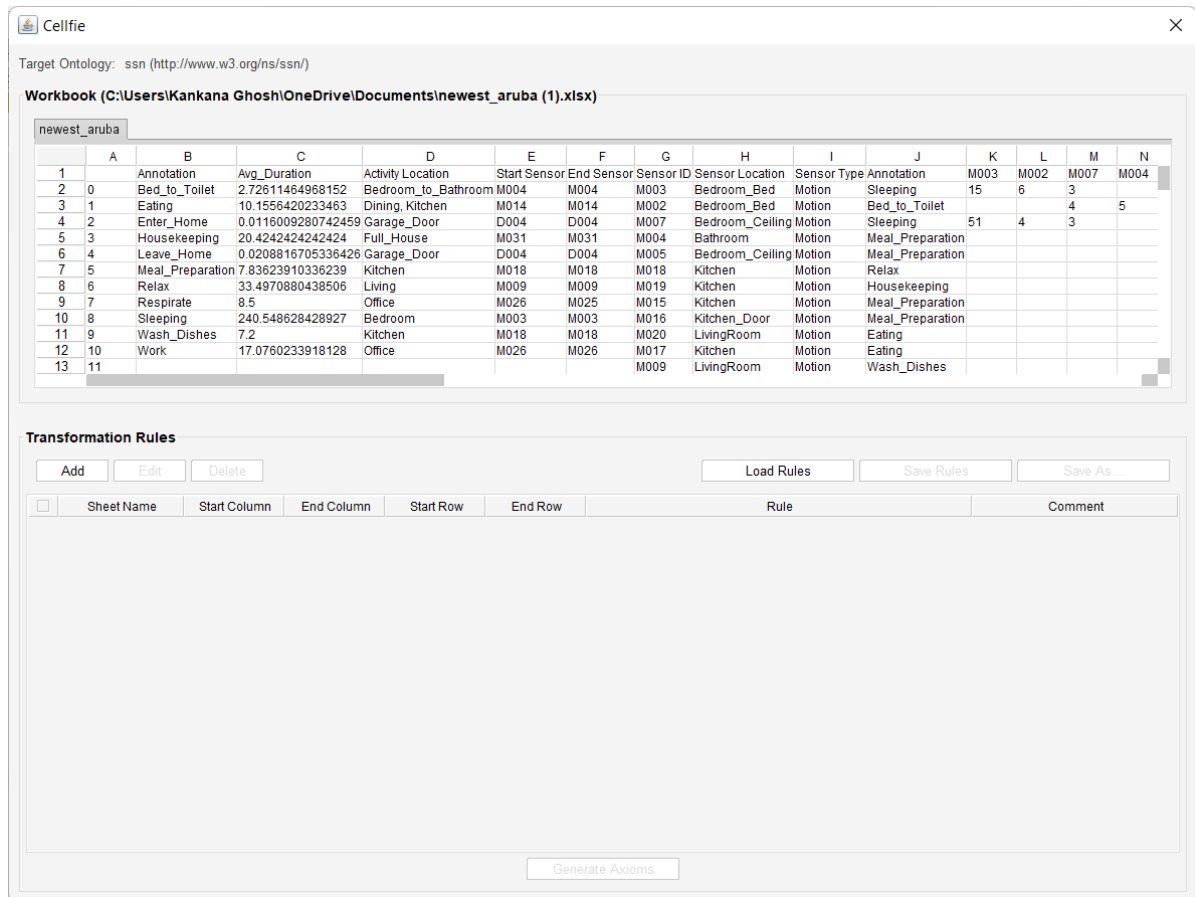 Cellfie
Target Ontology: ssn (http://www.w3.org/ns/ssn/)
Workbook (C:\Users\Kankana Ghosh\OneDrive\Documents\newest_aruba (1).xlsx)
newest_aruba
A B C D E F G H I J K L M N
1 Annotation Avg_Duration Activity Location Start Sensor End Sensor Sensor ID Sensor Location Sensor Type Annotation M003 M002 M007 M004
2 0 Bed_to_Toilet 2.72611464968152 Bedroom_to_Bathroom M004 M004 M003 Bedroom_Bed Motion Sleeping 15 6 3
3 1 Eating 10.1556420233463 Dining, Kitchen M014 M014 M002 Bedroom_Bed Motion Bed_to_Toilet 4 5
4 2 Enter_Home 0.0116009280742459 Garage_Door D004 D004 M007 Bedroom_Ceiling Motion Sleeping 51 4 3
5 3 Housekeeping 20.4242424242424 Full_House M031 M031 M004 Bathroom Motion Meal_Preparation
6 4 Leave_Home 0.0208816705336426 Garage_Door D004 D004 M005 Bedroom_Ceiling Motion Meal_Preparation
7 5 Meal_Preparation 7.83623910336239 Kitchen M018 M018 M018 Kitchen Motion Relax
8 6 Relax 33.4970880438506 Living M009 M009 M019 Kitchen Motion Housekeeping
9 7 Respirate 8.5 Office M026 M025 M015 Kitchen Motion Meal_Preparation
10 8 Sleeping 240.548628428927 Bedroom M003 M003 M016 Kitchen_Door Motion Meal_Preparation
11 9 Wash_Dishes 7.2 Kitchen M018 M018 M020 LivingRoom Motion Eating
12 10 Work 17.0760233918128 Office M026 M026 M017 Kitchen Motion Eating
13 11 M009 LivingRoom Motion Wash_Dishes
Transformation Rules
Add Edit Delete Load Rules Save Rules Save As...
Sheet Name Start Column End Column Start Row End Row Rule Comment
Generate Axioms